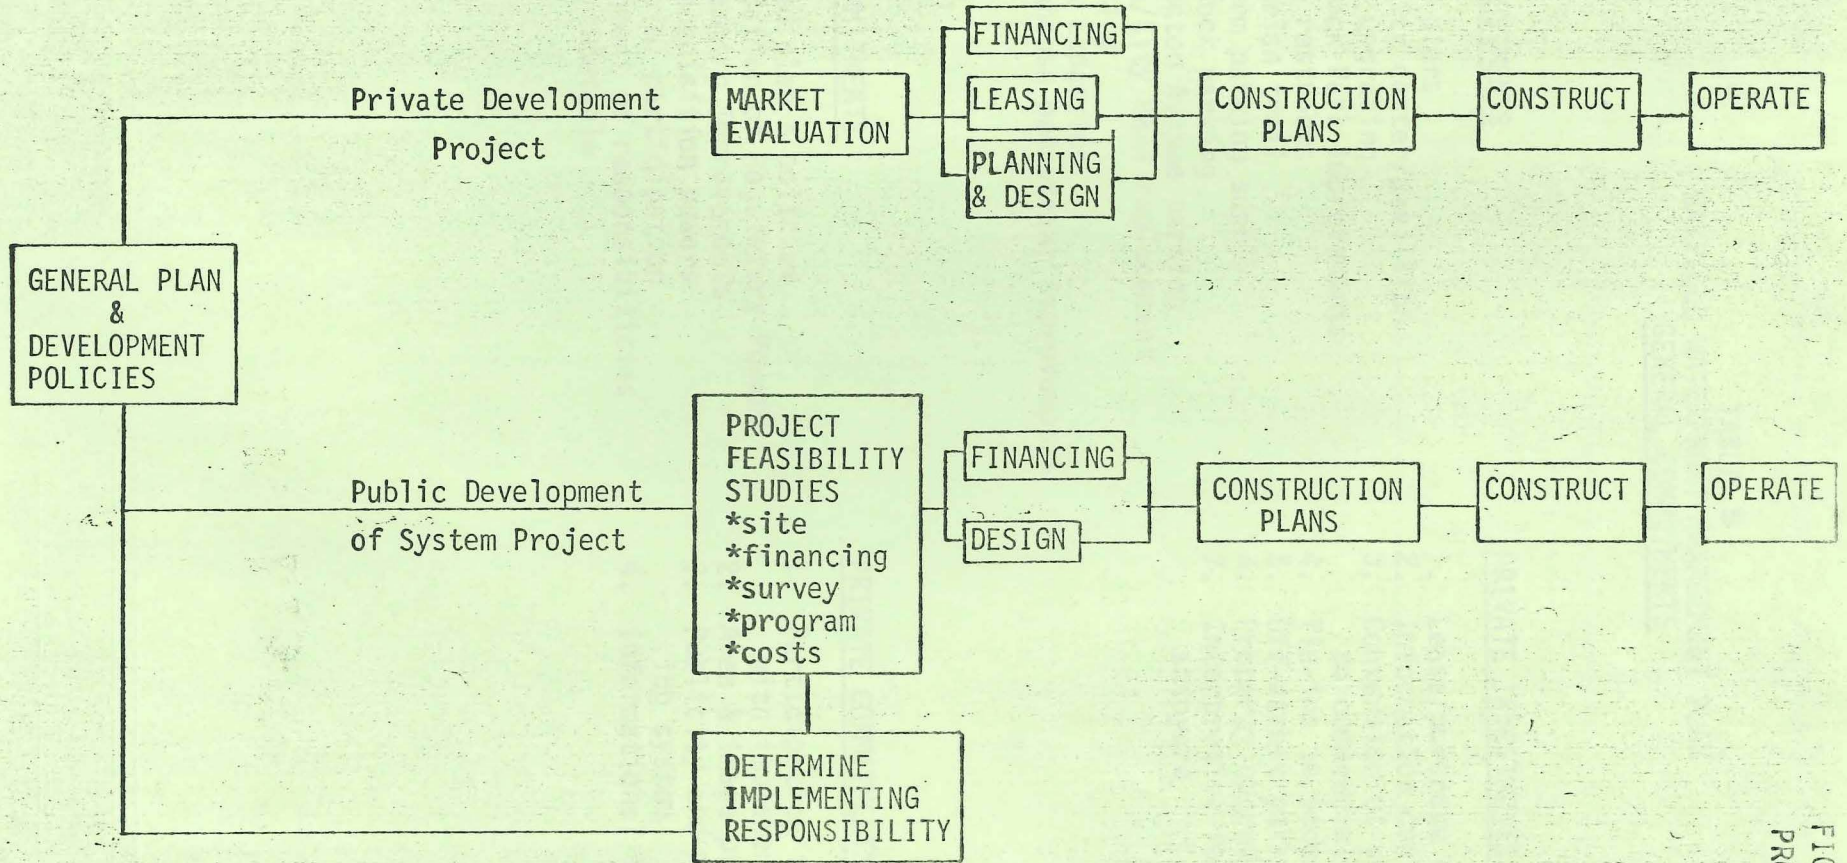 FINANCING
Private Development
Project
MARKET
EVALUATION
LEASING
PLANNING
& DESIGN
CONSTRUCTION
PLANS
CONSTRUCT
OPERATE
GENERAL PLAN
&
DEVELOPMENT
POLICIES
Public Development
of System Project
PROJECT
FEASIBILITY
STUDIES
*site
*financing
*survey
*program
*costs
FINANCING
DESIGN
CONSTRUCTION
PLANS
CONSTRUCT
OPERATE
DETERMINE
IMPLEMENTING
RESPONSIBILITY